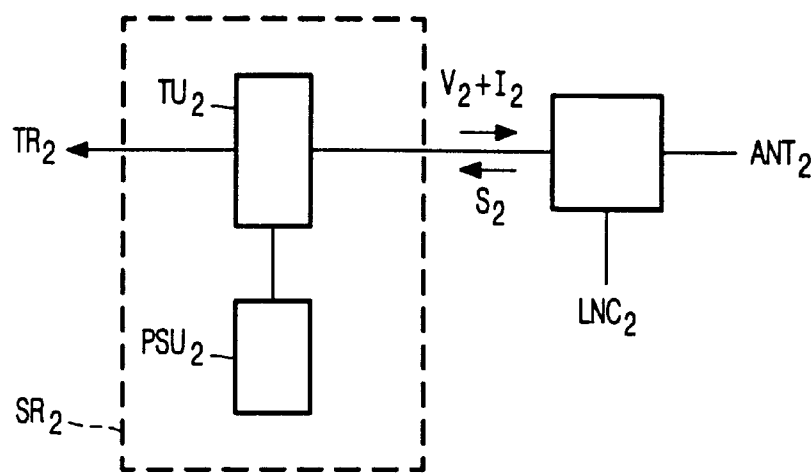 TU₂
V₂+I₂
TR₂
ANT₂
S₂
LNC₂
PSU₂
SR₂